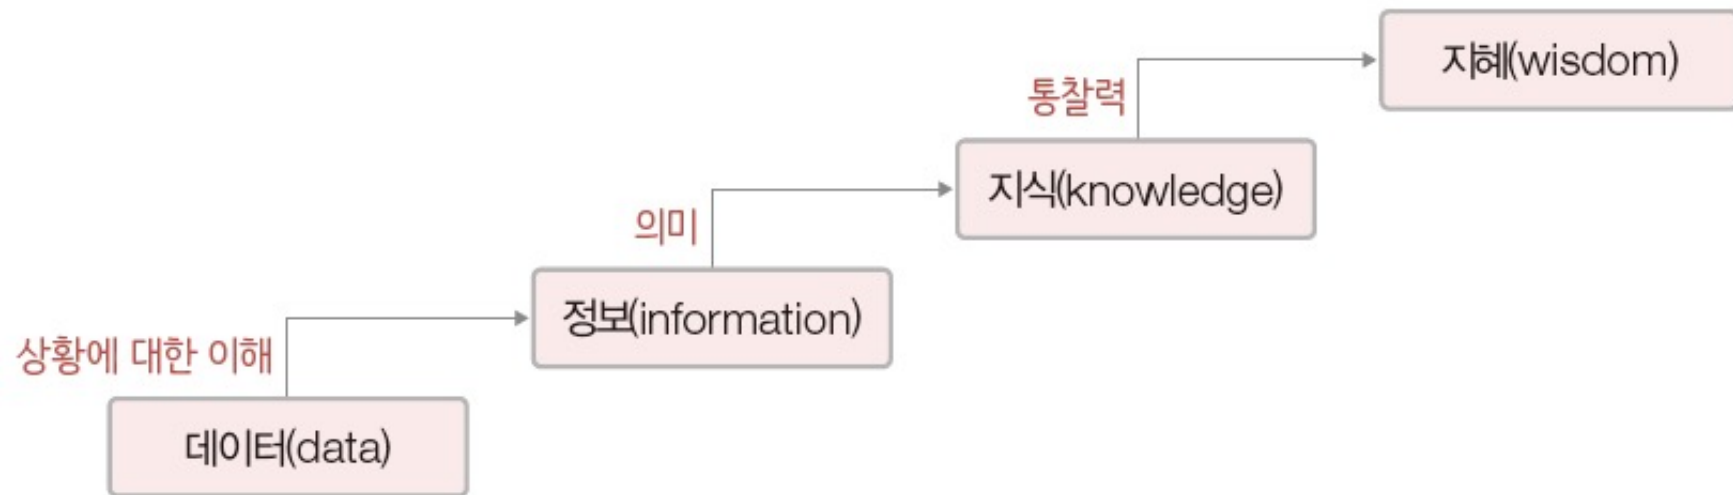 지혜(wisdom)
통찰력
지식(knowledge)
의미
정보(information)
상황에 대한 이해
데이터(data)